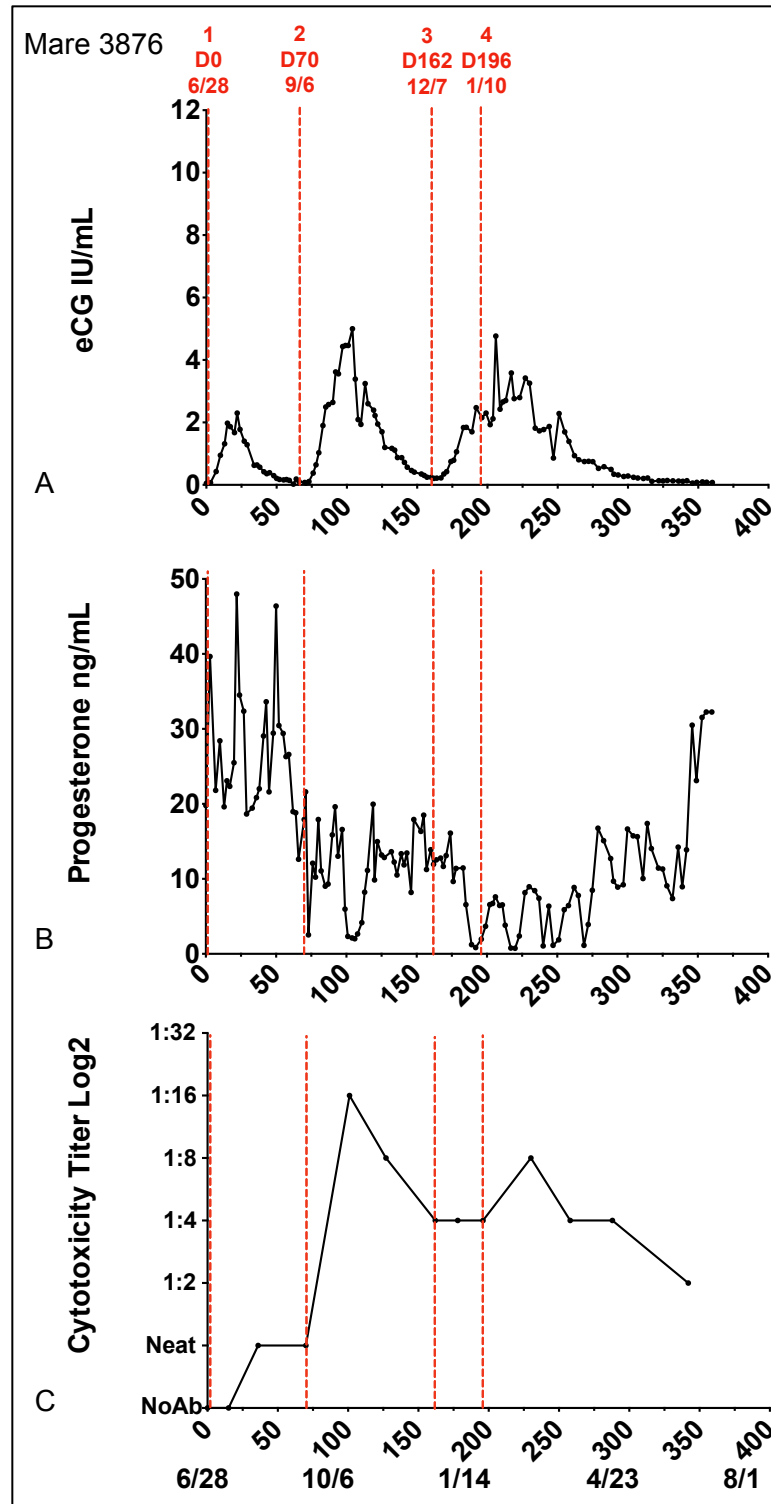 Mare 3876
1 2 3 4
D0 D70 D162 D196
6/28 9/6 12/7 1/10
eCG IU/mL
12
10
8
6
4
2
0
0 50 100 150 200 250 300 350 400
A
Progesterone ng/mL
50
40
30
20
10
0
0 50 100 150 200 250 300 350 400
B
Cytotoxicity Titer Log2
1:32
1:16
1:8
1:4
1:2
Neat
NoAb
0 50 100 150 200 250 300 350 400
C
6/28 10/6 1/14 4/23 8/1